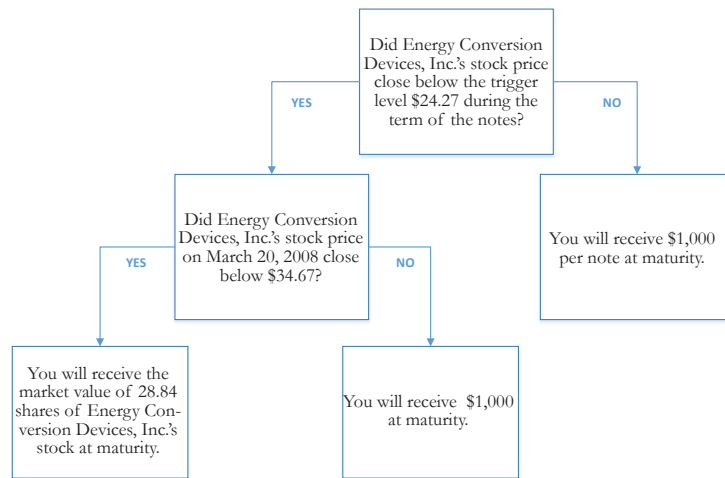 Did Energy Conversion
Devices, Inc.'s stock price
close below the trigger
level $24.27 during the
term of the notes?
YES
NO
Did Energy Conversion
Devices, Inc.'s stock price
on March 20, 2008 close
below $34.67?
You will receive $1,000
per note at maturity.
YES
NO
You will receive the
market value of 28.84
shares of Energy Con-
version Devices, Inc.'s
stock at maturity.
You will receive $1,000
at maturity.